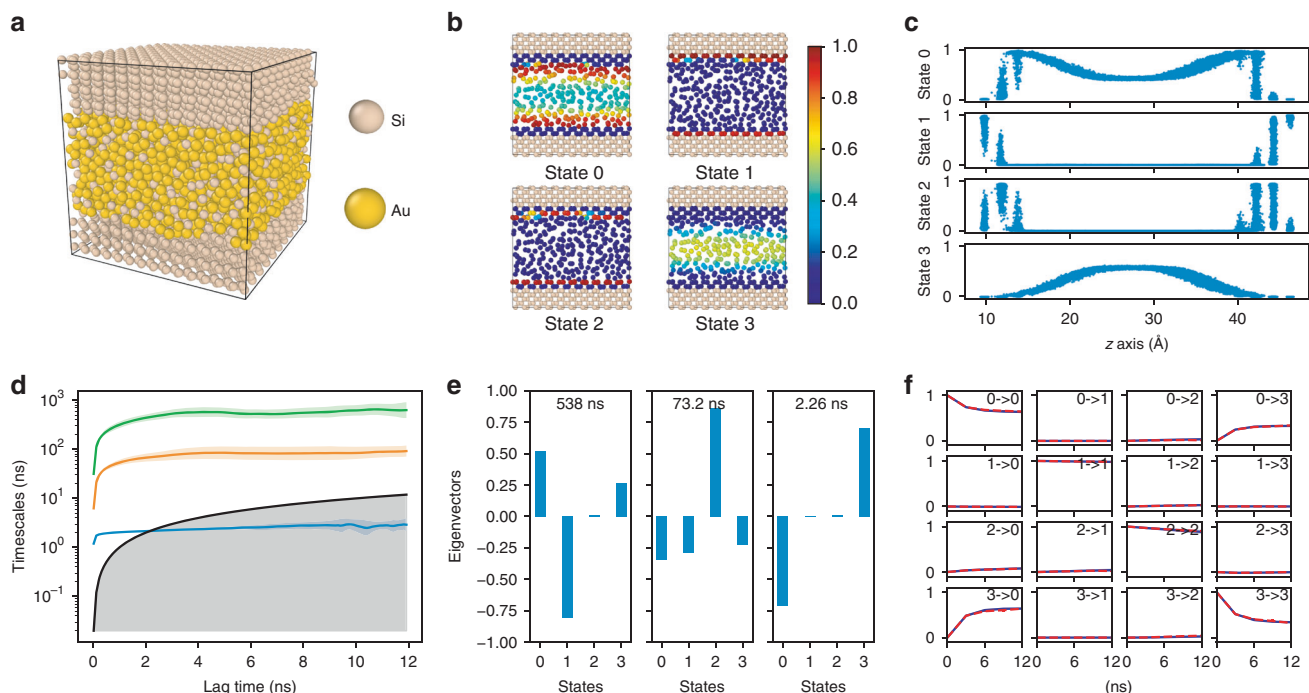 a
Si
Au
b
State 0
State 1
State 2
State 3
1.0
0.8
0.6
0.4
0.2
0.0
c
State 0
1
0
State 1
1
0
State 2
1
0
State 3
1
0
10 20 30 40
z axis (Å)
d
Timescales (ns)
10³
10²
10¹
10⁰
10⁻¹
0 2 4 6 8 10 12
Lag time (ns)
e
Eigenvectors
1.00
0.75
0.50
0.25
0.00
−0.25
−0.50
−0.75
−1.00
538 ns
73.2 ns
2.26 ns
0 1 2 3
0 1 2 3
0 1 2 3
States
States
States
f
1
0
0->0
0->1
0->2
0->3
1
0
1->0
1->1
1->2
1->3
1
0
2->0
2->1
2->2
2->3
1
0
3->0
3->1
3->2
3->3
0 6 12 0 6 12 0 6 12 0 6 12
(ns)
(ns)